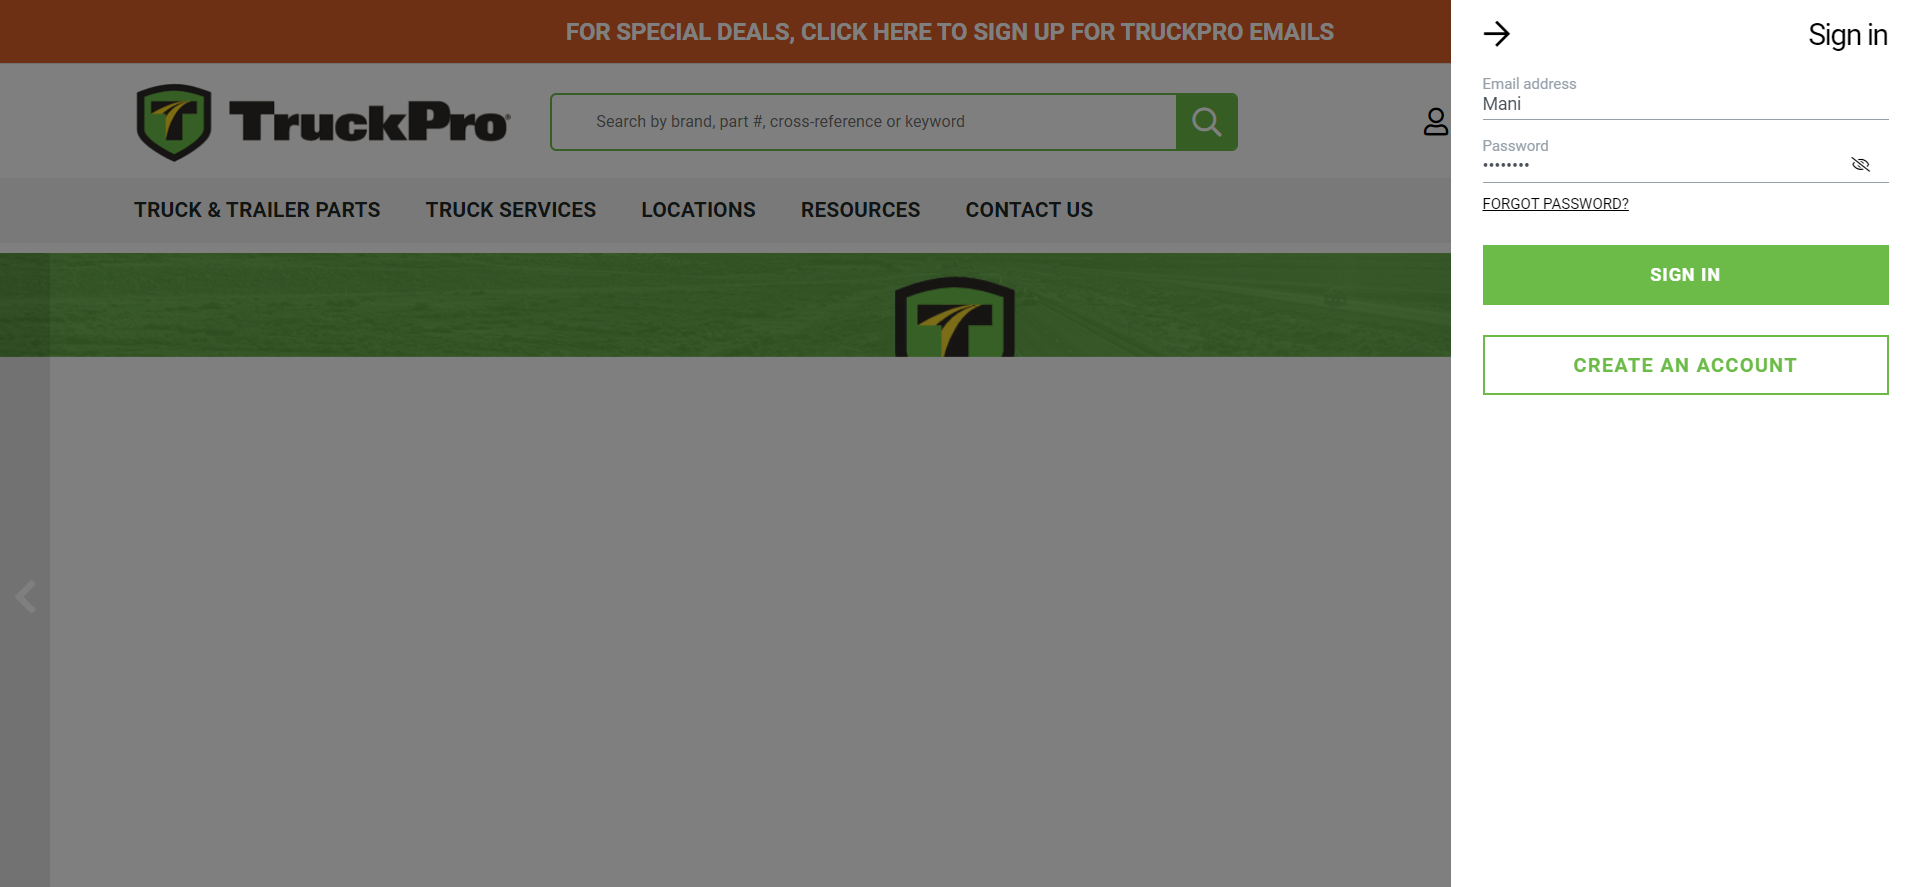 FOR SPECIAL DEALS, CLICK HERE TO SIGN UP FOR TRUCKPRO EMAILS
TruckPro®
Search by brand, part #, cross-reference or keyword
TRUCK & TRAILER PARTS
TRUCK SERVICES
LOCATIONS
RESOURCES
CONTACT US
Sign in
Email address
Mani
Password
••••••••
FORGOT PASSWORD?
SIGN IN
CREATE AN ACCOUNT